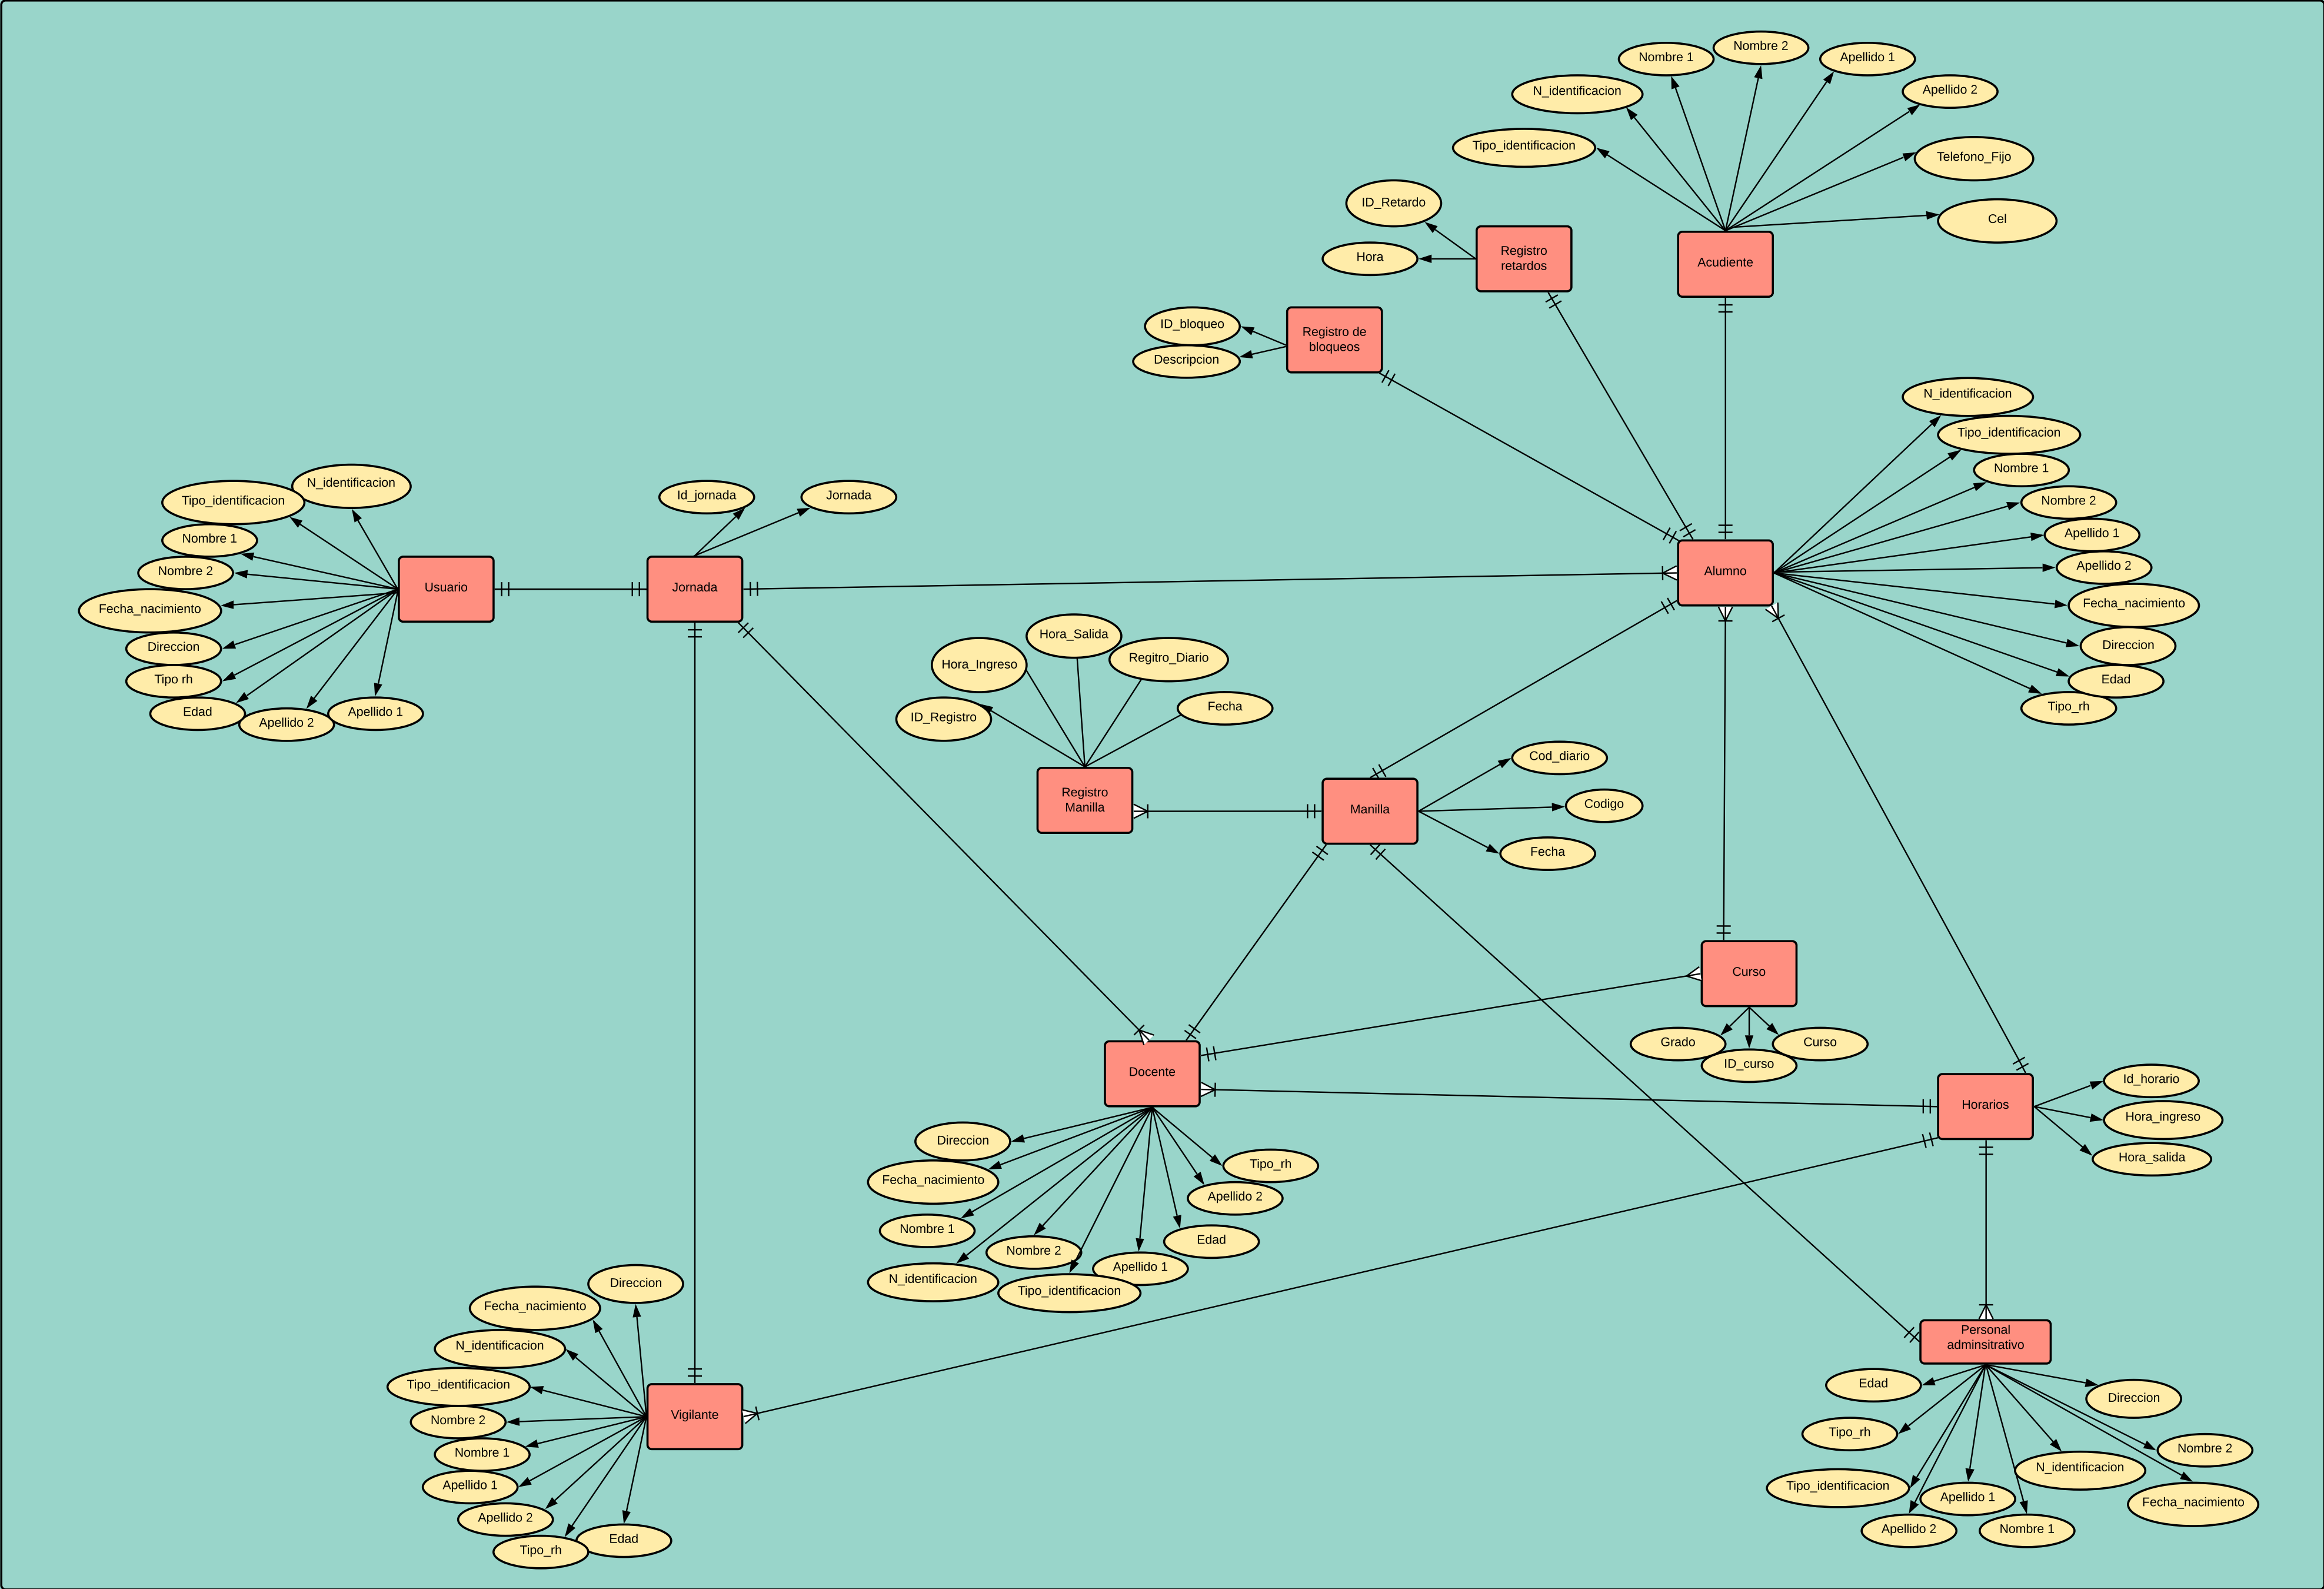 Nombre 1
Nombre 2
Apellido 1
N_identificacion
Apellido 2
Tipo_identificacion
Telefono_Fijo
Cel
Acudiente
ID_Retardo
Hora
Registro
retardos
ID_bloqueo
Descripcion
Registro de
bloqueos
N_identificacion
Tipo_identificacion
Nombre 1
Nombre 2
Apellido 1
Apellido 2
Fecha_nacimiento
Direccion
Edad
Tipo_rh
Alumno
N_identificacion
Tipo_identificacion
Nombre 1
Nombre 2
Fecha_nacimiento
Direccion
Tipo rh
Edad
Apellido 2
Apellido 1
Usuario
Id_jornada
Jornada
Jornada
Hora_Salida
Hora_Ingreso
Regitro_Diario
ID_Registro
Fecha
Registro
Manilla
Manilla
Cod_diario
Codigo
Fecha
Curso
Grado
ID_curso
Curso
Docente
Direccion
Fecha_nacimiento
Nombre 1
N_identificacion
Nombre 2
Tipo_identificacion
Apellido 1
Edad
Apellido 2
Tipo_rh
Horarios
Id_horario
Hora_ingreso
Hora_salida
Direccion
Fecha_nacimiento
N_identificacion
Tipo_identificacion
Nombre 2
Nombre 1
Apellido 1
Apellido 2
Tipo_rh
Edad
Vigilante
Personal
adminsitrativo
Edad
Direccion
Tipo_rh
Nombre 2
N_identificacion
Tipo_identificacion
Apellido 1
Fecha_nacimiento
Apellido 2
Nombre 1